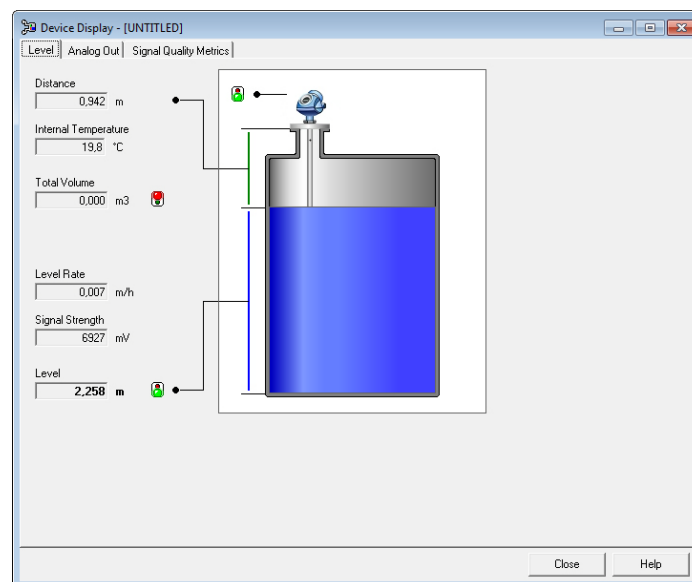 Device Display - [UNTITLED]
Level Analog Out Signal Quality Metrics
Distance
0,942 m
Internal Temperature
19,8 °C
Total Volume
0,000 m3
Level Rate
0,007 m/h
Signal Strength
6927 mV
Level
2,258 m
Close Help